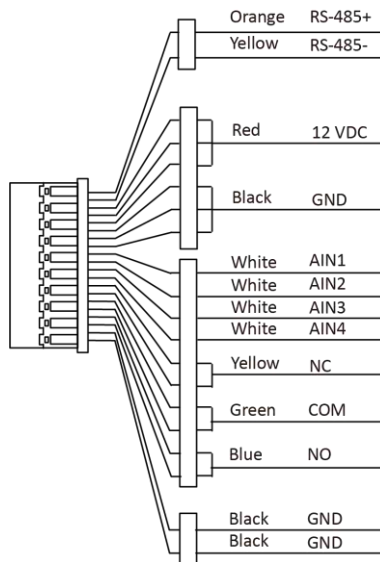 Orange RS-485+
Yellow RS-485-
Red 12 VDC
Black GND
White AIN1
White AIN2
White AIN3
White AIN4
Yellow NC
Green COM
Blue NO
Black GND
Black GND